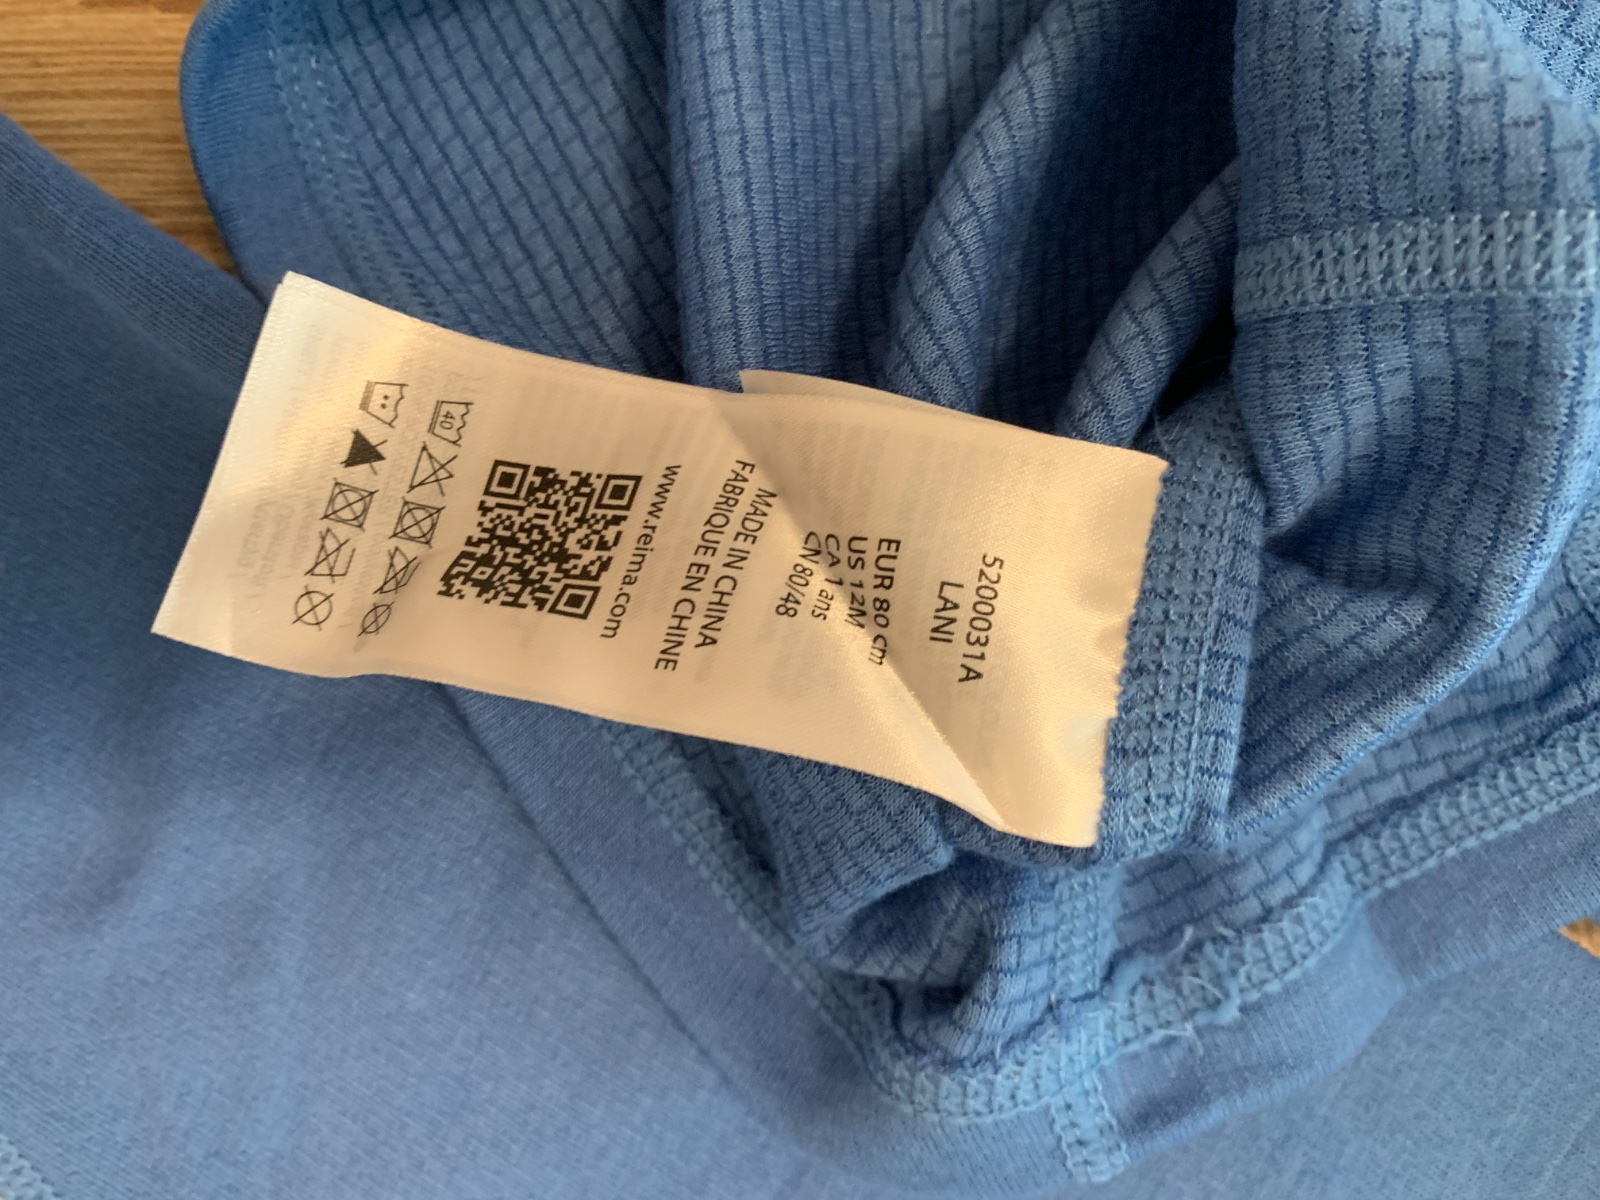 5200031A
LANI
EUR 80 cm
US 12M
CA 1 ans
CN 80/48
MADE IN CHINA
FABRIQUE EN CHINE
www.reima.com
40